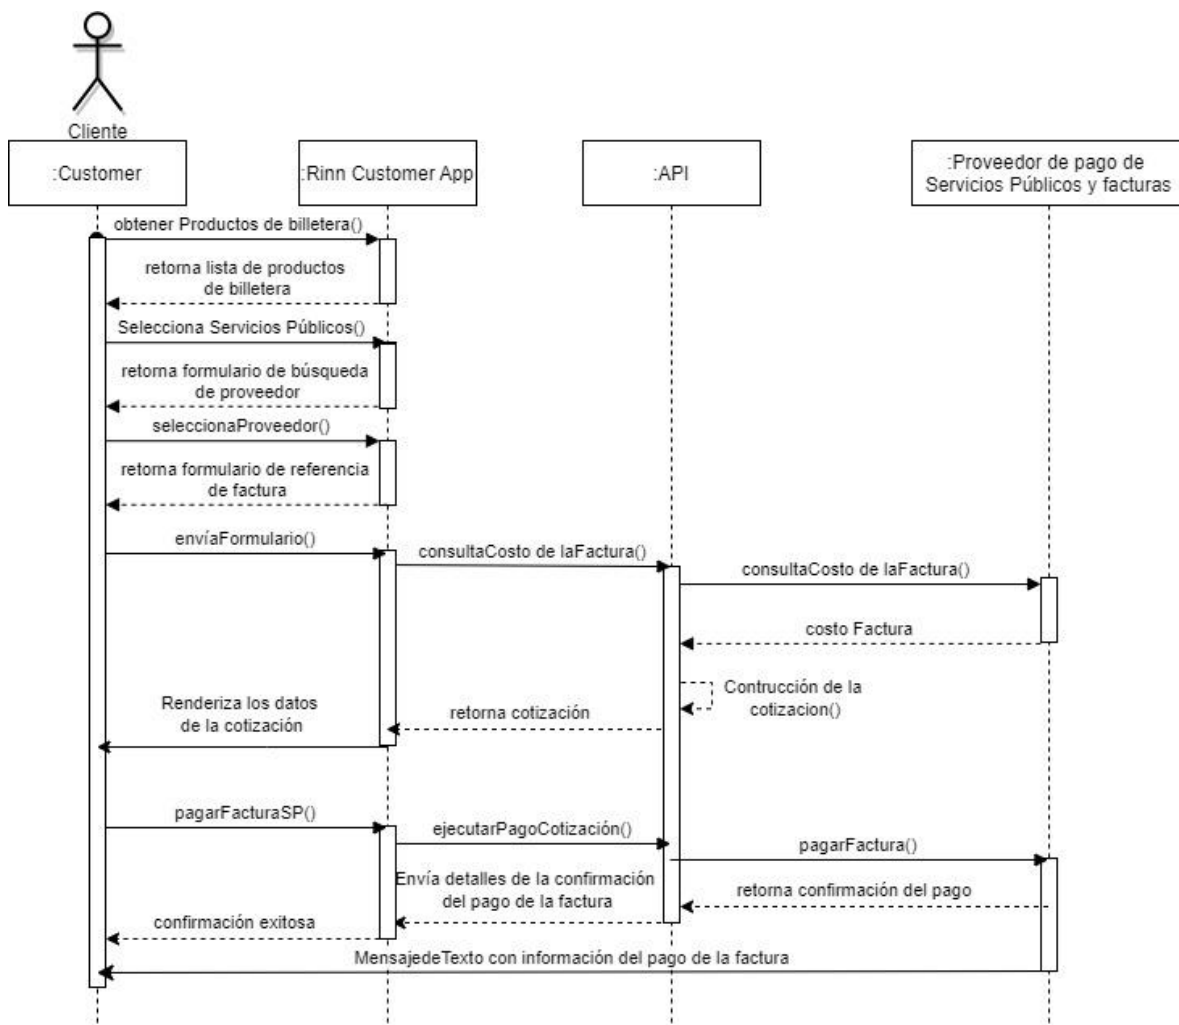 Cliente
:Customer
:Rinn Customer App
:API
:Proveedor de pago de
Servicios Públicos y facturas
obtener Productos de billetera()
retorna lista de productos
de billetera
Selecciona Servicios Públicos()
retorna formulario de búsqueda
de proveedor
seleccionaProveedor()
retorna formulario de referencia
de factura
envíaFormulario()
consultaCosto de laFactura()
consultaCosto de laFactura()
costo Factura
Contrucción de la
cotizacion()
retorna cotización
Renderiza los datos
de la cotización
pagarFacturaSP()
ejecutarPagoCotización()
pagarFactura()
retorna confirmación del pago
Envía detalles de la confirmación
del pago de la factura
confirmación exitosa
MensajedeTexto con información del pago de la factura